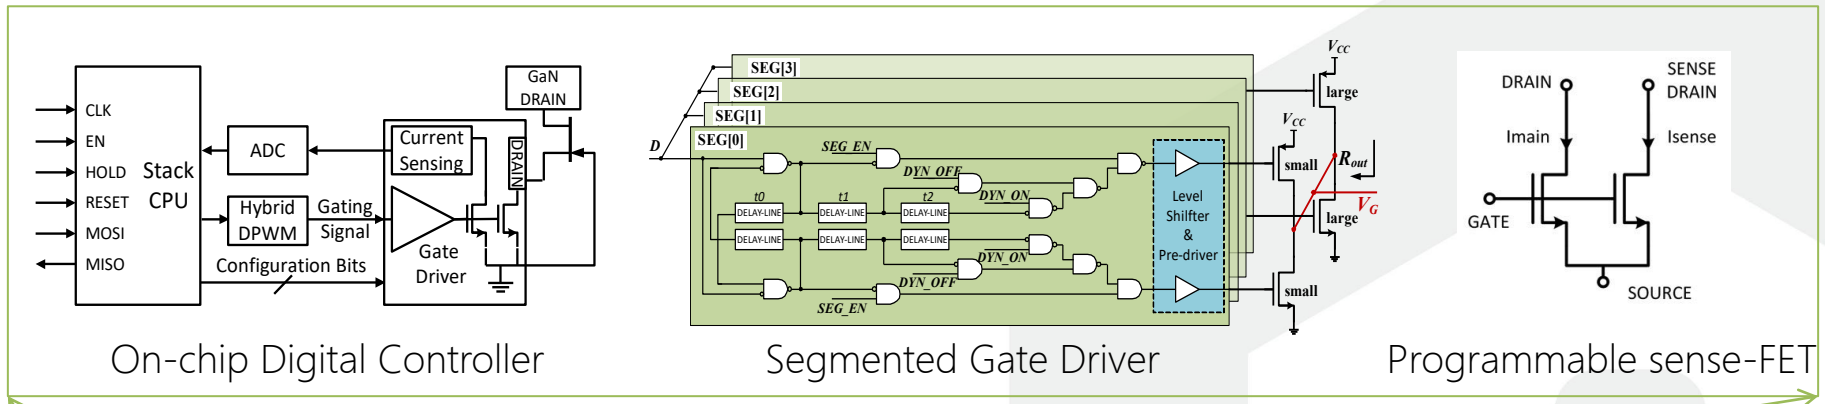 CLK
EN
HOLD
RESET
MOSI
MISO
Stack
CPU
ADC
Hybrid
DPWM
Gating
Signal
Configuration Bits
Current
Sensing
DRAIN
Gate
Driver
GaN
DRAIN
On-chip Digital Controller
D
SEG[3]
SEG[2]
SEG[1]
SEG[0]
SEG_EN
DYN_OFF
DYN_ON
t0
t1
t2
DELAY-LINE
DELAY-LINE
DELAY-LINE
DELAY-LINE
DELAY-LINE
DELAY-LINE
DYN_ON
DYN_OFF
SEG_EN
Level
Shilfter
&
Pre-driver
VCC
large
VCC
small
Rout
VG
large
small
Segmented Gate Driver
DRAIN
SENSE
DRAIN
Imain
Isense
GATE
SOURCE
Programmable sense-FET